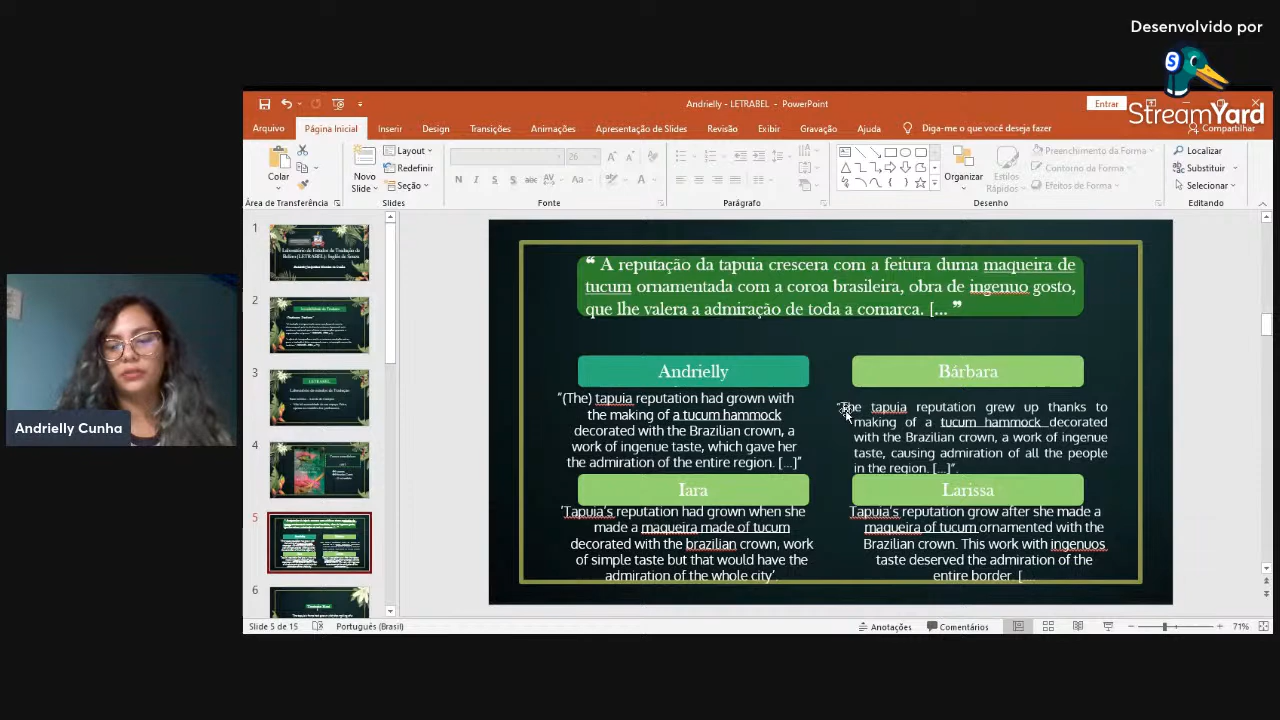 Desenvolvido por
StreamYard
Andrielly - LETRABEL - PowerPoint
Entrar
Arquivo Página Inicial Inserir Design Transições Animações Apresentação de Slides Revisão Exibir Gravação Ajuda Diga-me o que você deseja fazer
Compartilhar
Colar
Novo Slide
Layout
Redefinir
Seção
26
N I S S abc AV Aa A
Organizar
Estilos Rápidos
Preenchimento da Forma
Contorno da Forma
Efeitos de Forma
Localizar
Substituir
Selecionar
Área de Transferência Slides Fonte Parágrafo Desenho Editando
1
2
3
LETRABEL
4
5
6
“ A reputação da tapuia crescera com a feitura duma maqueira de
tucum ornamentada com a coroa brasileira, obra de ingenuo gosto,
que lhe valera a admiração de toda a comarca. [... ”
Andrielly
“(The) tapuia reputation had grown with
the making of a tucum hammock
decorated with the Brazilian crown, a
work of ingenue taste, which gave her
the admiration of the entire region. [...]”
Bárbara
“The tapuia reputation grew up thanks to
making of a tucum hammock decorated
with the Brazilian crown, a work of ingenue
taste, causing admiration of all the people
in the region. [...]”.
Iara
‘Tapuia’s reputation had grown when she
made a maqueira made of tucum
decorated with the brazilian crown, work
of simple taste but that would have the
admiration of the whole city’.
Larissa
Tapuia’s reputation grow after she made a
maqueira of tucum ornamented with the
Brazilian crown. This work with ingenuos
taste deserved the admiration of the
entire border. [...
Andrielly Cunha
Slide 5 de 15 Português (Brasil) Anotações Comentários 71%